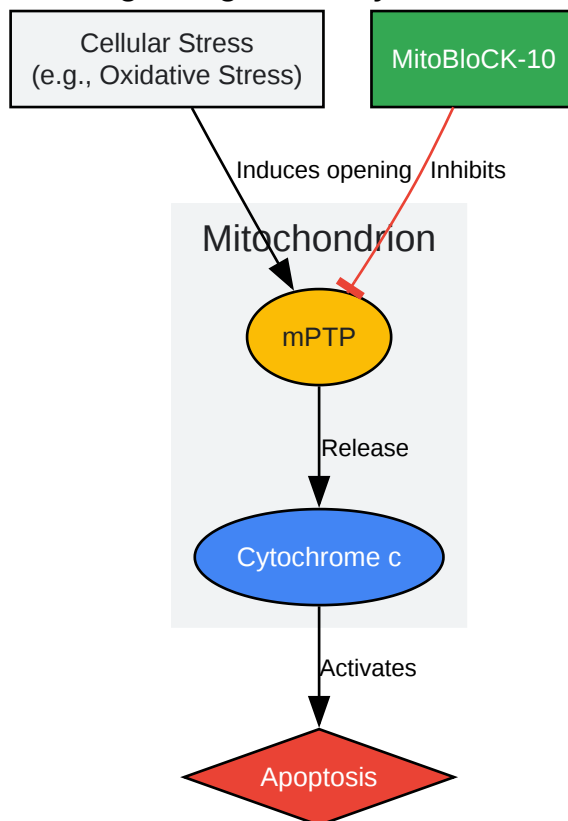 Cellular Stress
(e.g., Oxidative Stress)
MitoBloCK-10
Induces opening
Inhibits
Mitochondrion
mPTP
Release
Cytochrome c
Activates
Apoptosis